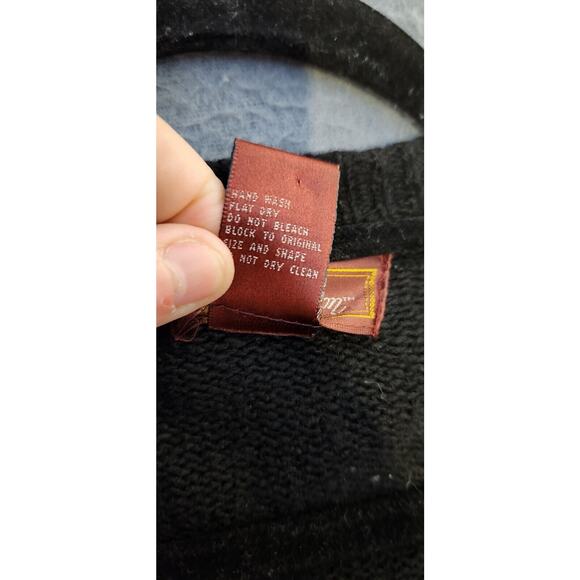 HAND WASH
FLAT DRY
DO NOT BLEACH
BLOCK TO ORIGINAL
SIZE AND SHAPE
NOT DRY CLEAN